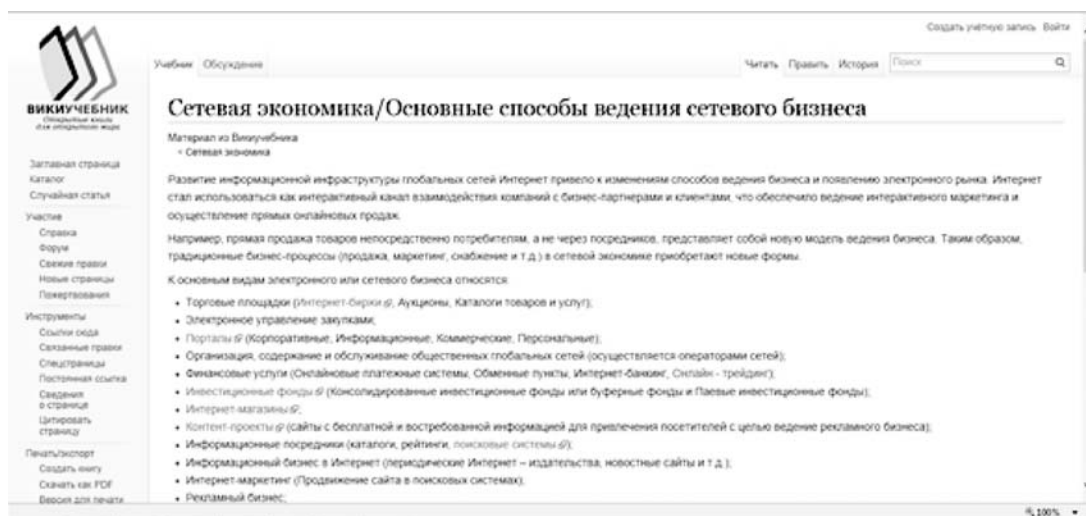 Создать учётную запись Войти
Учебник Обсуждение Читать Править История Поиск
ВИКИУЧЕБНИК
Открытые книги
для открытого мира
Заглавная страница
Каталог
Случайная статья
Участие
Справка
Форум
Свежие правки
Новые страницы
Пожертвования
Инструменты
Ссылки сюда
Связанные правки
Спецстраницы
Постоянная ссылка
Сведения
о странице
Цитировать
страницу
Печать/экспорт
Создать книгу
Скачать как PDF
Версия для печати
Сетевая экономика/Основные способы ведения сетевого бизнеса
Материал из Викиучебника
< Сетевая экономика
Развитие информационной инфраструктуры глобальных сетей Интернет привело к изменениям способов ведения бизнеса и появлению электронного рынка. Интернет
стал использоваться как интерактивный канал взаимодействия компаний с бизнес-партнерами и клиентами, что обеспечило ведение интерактивного маркетинга и
осуществление прямых онлайновых продаж.
Например, прямая продажа товаров непосредственно потребителям, а не через посредников, представляет собой новую модель ведения бизнеса. Таким образом,
традиционные бизнес-процессы (продажа, маркетинг, снабжение и т.д.) в сетевой экономике приобретают новые формы.
К основным видам электронного или сетевого бизнеса относятся
• Торговые площадки (Интернет-биржи, Аукционы, Каталоги товаров и услуг);
• Электронное управление закупками;
• Порталы (Корпоративные, Информационные, Коммерческие, Персональные);
• Организация, содержание и обслуживание общественных глобальных сетей (осуществляется операторами сетей);
• Финансовые услуги (Онлайновые платежные системы, Обменные пункты, Интернет-банкинг, Онлайн - трейдинг);
• Инвестиционные фонды (Консолидированные инвестиционные фонды или буферные фонды и Паевые инвестиционные фонды);
• Интернет-магазины;
• Контент-проекты (сайты с бесплатной и востребованной информацией для привлечения посетителей с целью ведение рекламного бизнеса);
• Информационные посредники (каталоги, рейтинги, поисковые системы);
• Информационный бизнес в Интернет (периодические Интернет – издательства, новостные сайты и т.д.);
• Интернет-маркетинг (Продвижение сайта в поисковых системах);
• Рекламный бизнес;
100%